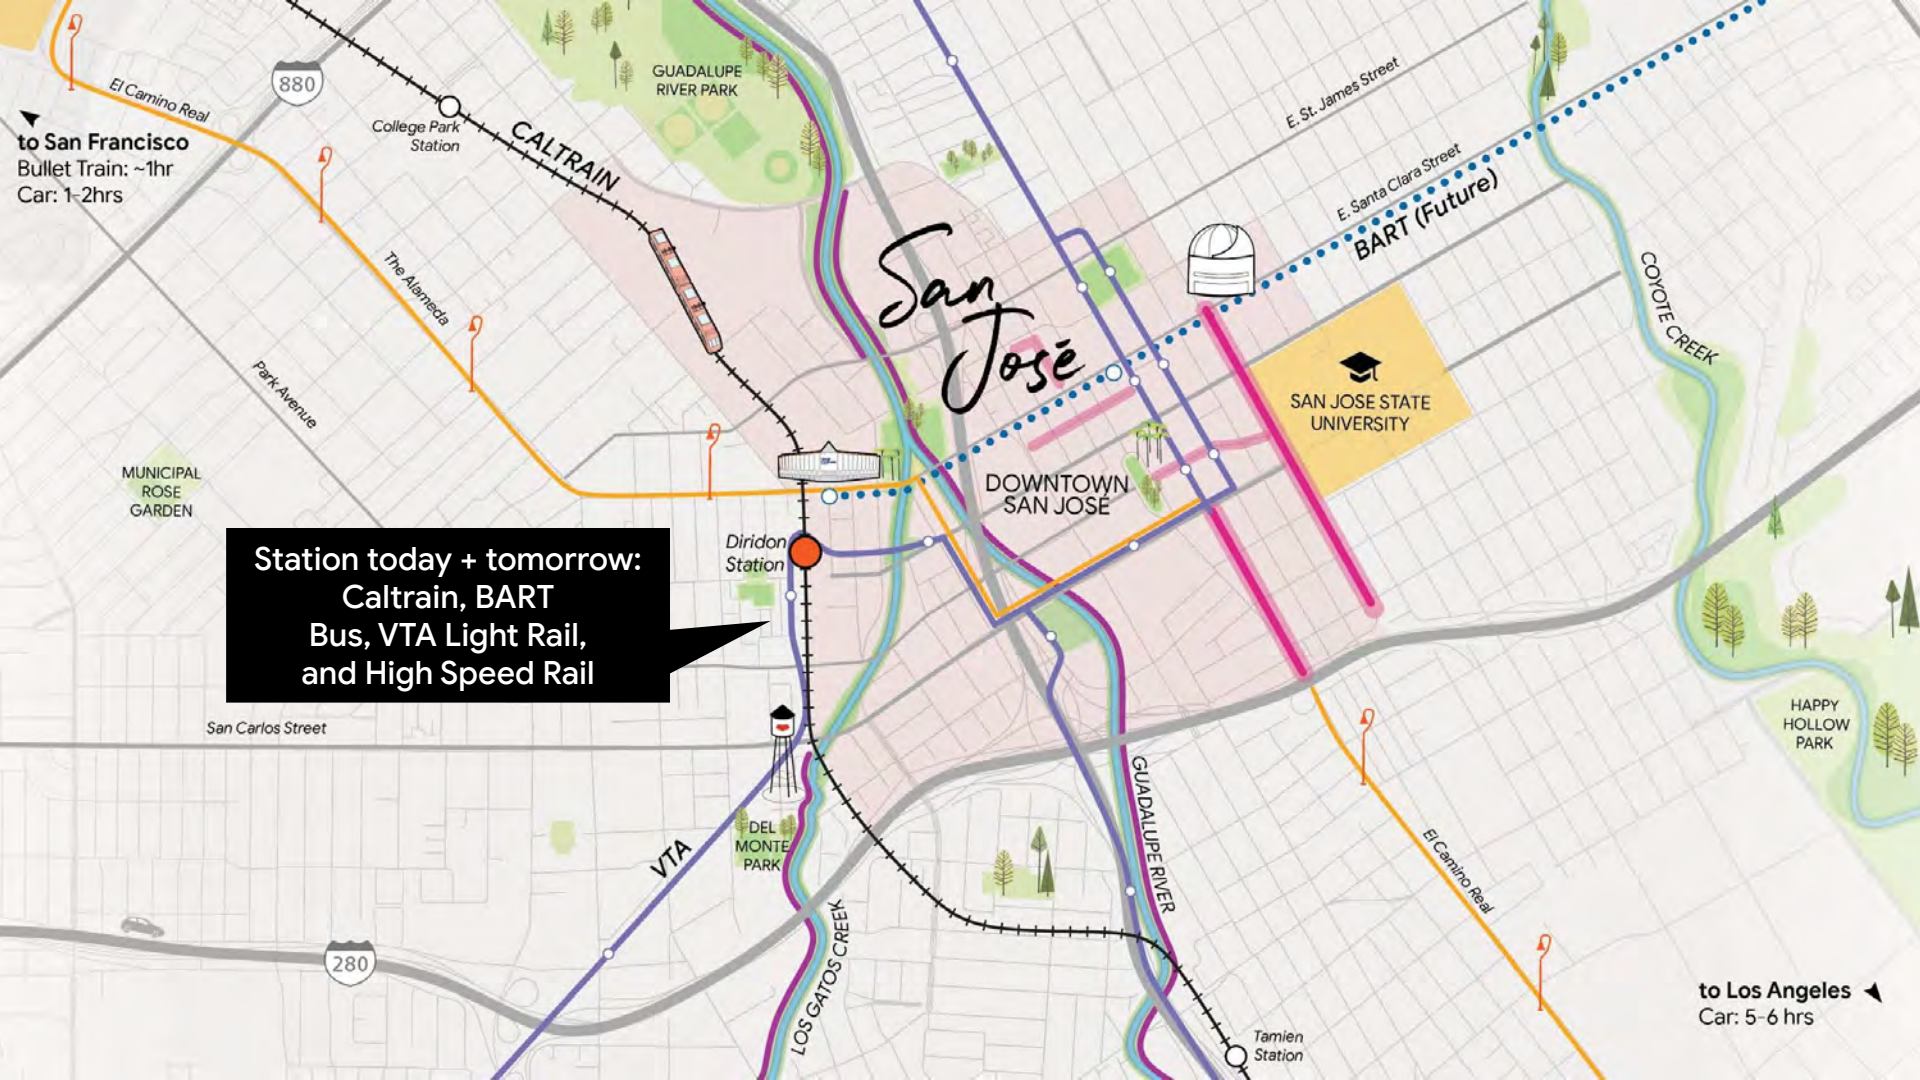 GUADALUPE
RIVER PARK
880
El Camino Real
to San Francisco
Bullet Train: ~1hr
Car: 1-2hrs
College Park
Station
CALTRAIN
E. St. James Street
E. Santa Clara Street
BART (Future)
COYOTE CREEK
The Alameda
Park Avenue
San
José
SAN JOSE STATE
UNIVERSITY
MUNICIPAL
ROSE
GARDEN
DOWNTOWN
SAN JOSÉ
Diridon
Station
Station today + tomorrow:
Caltrain, BART
Bus, VTA Light Rail,
and High Speed Rail
San Carlos Street
HAPPY
HOLLOW
PARK
DEL
MONTE
PARK
VTA
GUADALUPE RIVER
El Camino Real
LOS GATOS CREEK
280
to Los Angeles
Car: 5-6 hrs
Tamien
Station